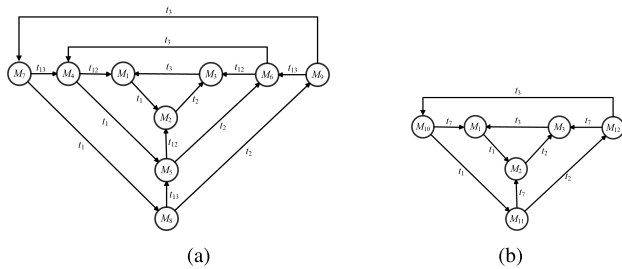 t3
t3
t3
M7 t13 M4 t12 M1 t3 M3 t12 M6 t13 M9
M10 t7 M1 t3 M3 t7 M12
t1 t2
M2
t1 t1 t2
M2
t1 t12 t2 t1 t7 t2
M5
t13
M8
M11
(a) (b)